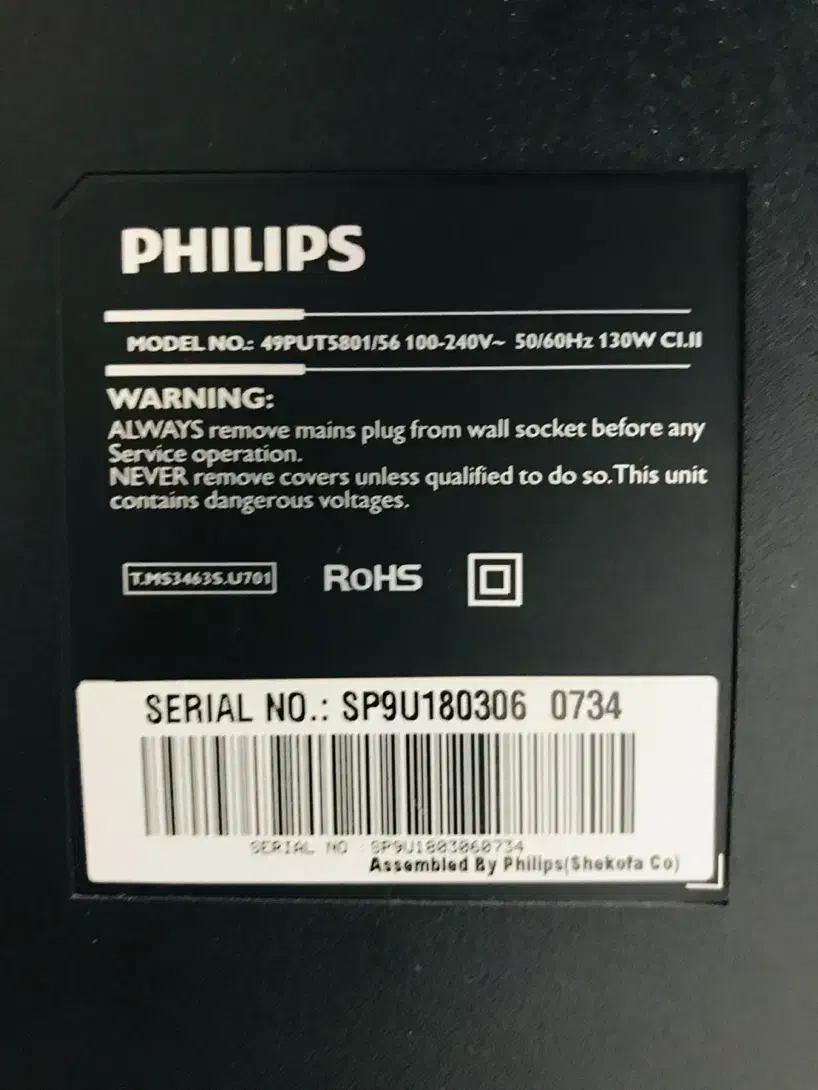 PHILIPS
MODEL NO.: 49PUT5801/56 100-240V~ 50/60Hz 130W CI.II
WARNING:
ALWAYS remove mains plug from wall socket before any
Service operation.
NEVER remove covers unless qualified to do so.This unit
contains dangerous voltages.
T.MS3463S.U701 RoHS
SERIAL NO.: SP9U180306 0734
SERIAL NO SP9U1803060734
Assembled By Philips(Shekofa Co)